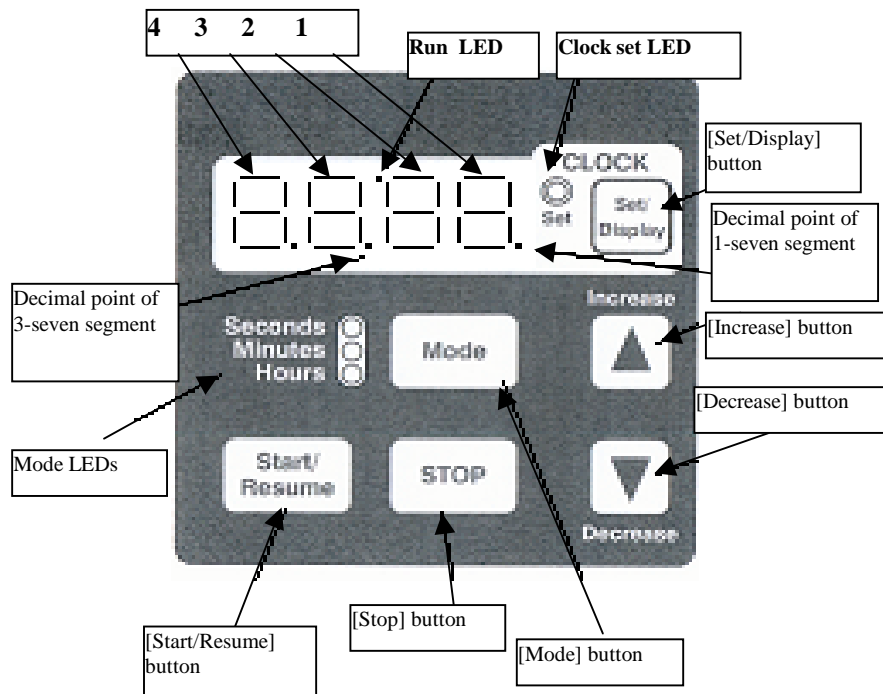 4 3 2 1
Run LED
Clock set LED
[Set/Display]
button
CLOCK
Set
Set/
Display
Decimal point of
1-seven segment
Decimal point of
3-seven segment
Increase
[Increase] button
Seconds
Minutes
Hours
Mode
[Decrease] button
Mode LEDs
Start/
Resume
STOP
Decrease
[Start/Resume]
button
[Stop] button
[Mode] button